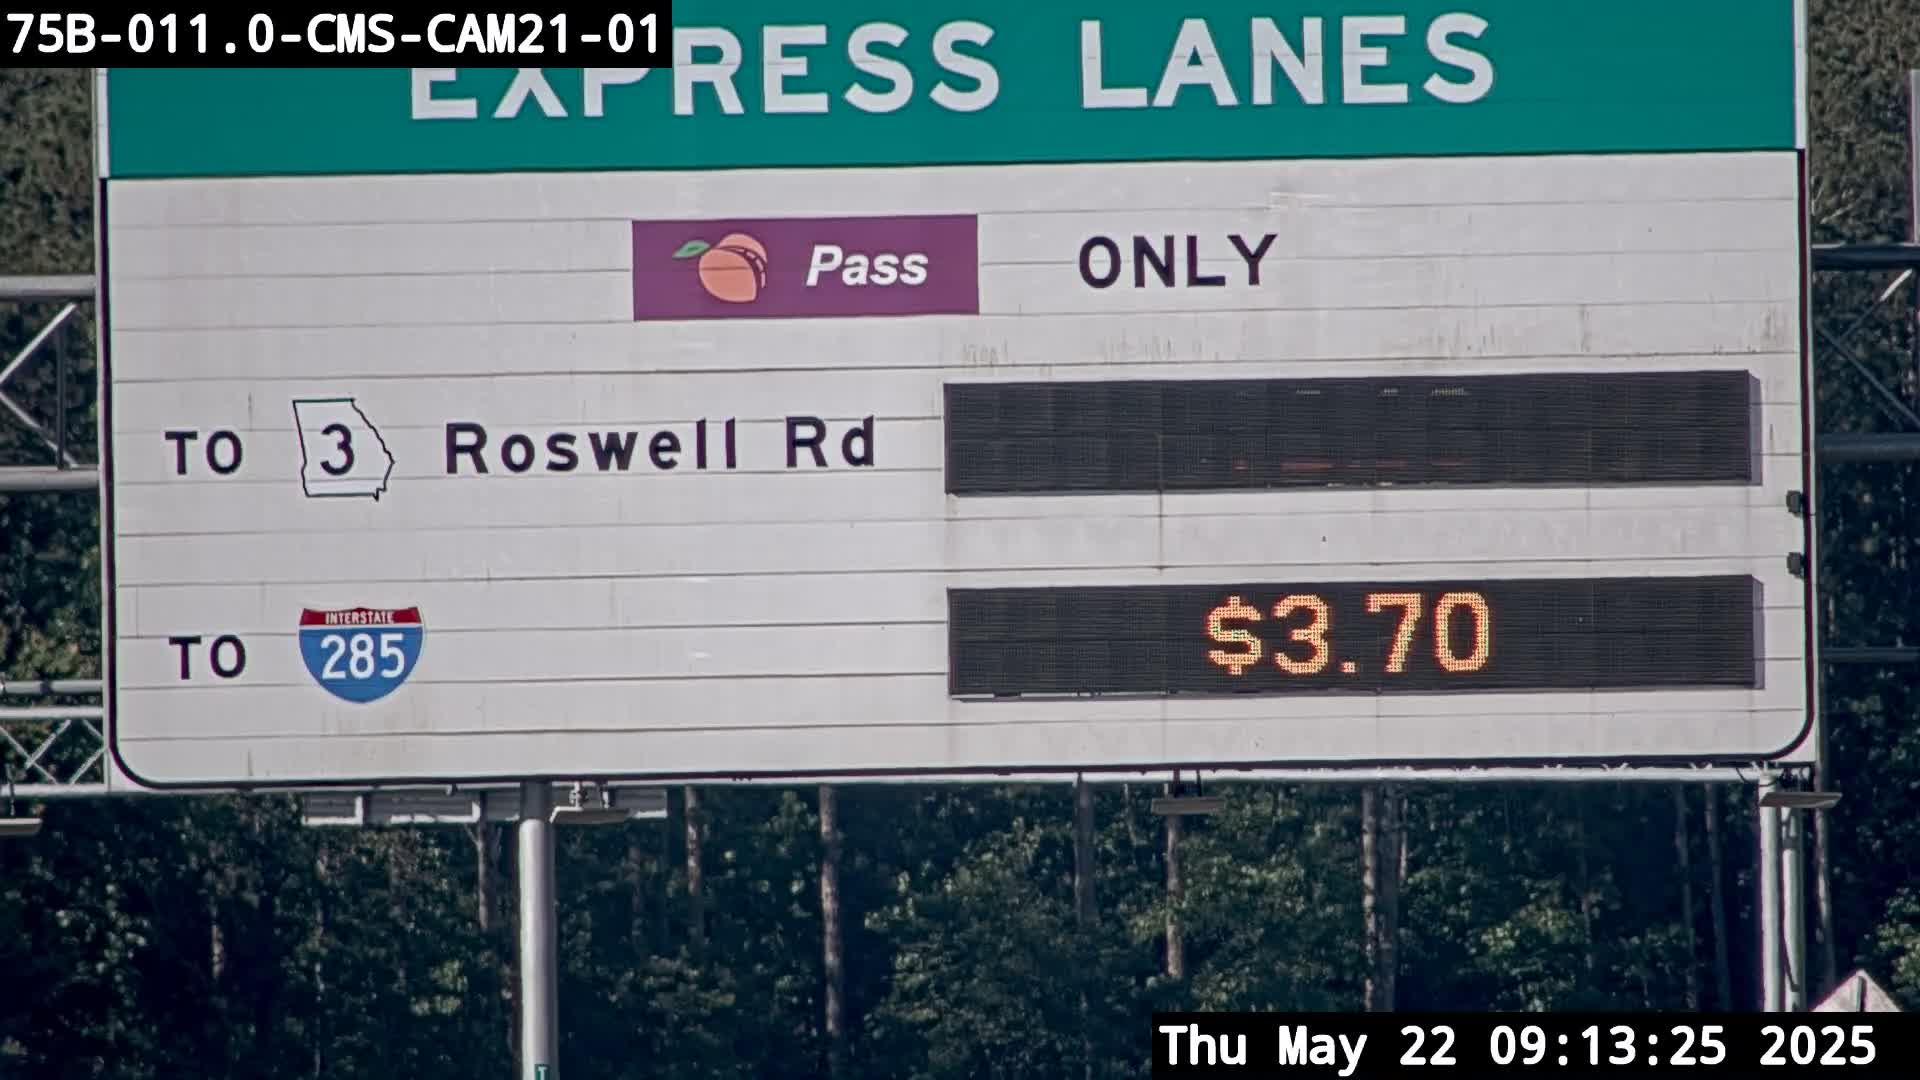 75B-011.0-CMS-CAM21-01
EXPRESS LANES
Pass ONLY
TO 3 Roswell Rd
TO INTERSTATE 285 $3.70
Thu May 22 09:13:25 2025